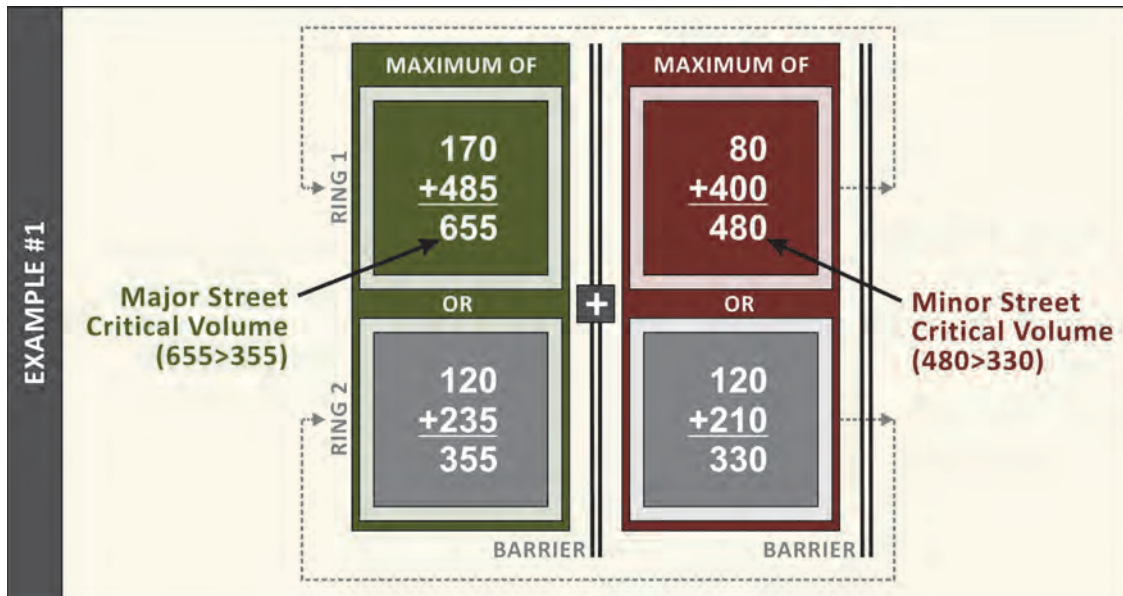 EXAMPLE #1
MAXIMUM OF
RING 1
170
+485
655
OR
RING 2
120
+235
355
BARRIER
Major Street
Critical Volume
(655>355)
+
MAXIMUM OF
80
+400
480
OR
120
+210
330
BARRIER
Minor Street
Critical Volume
(480>330)